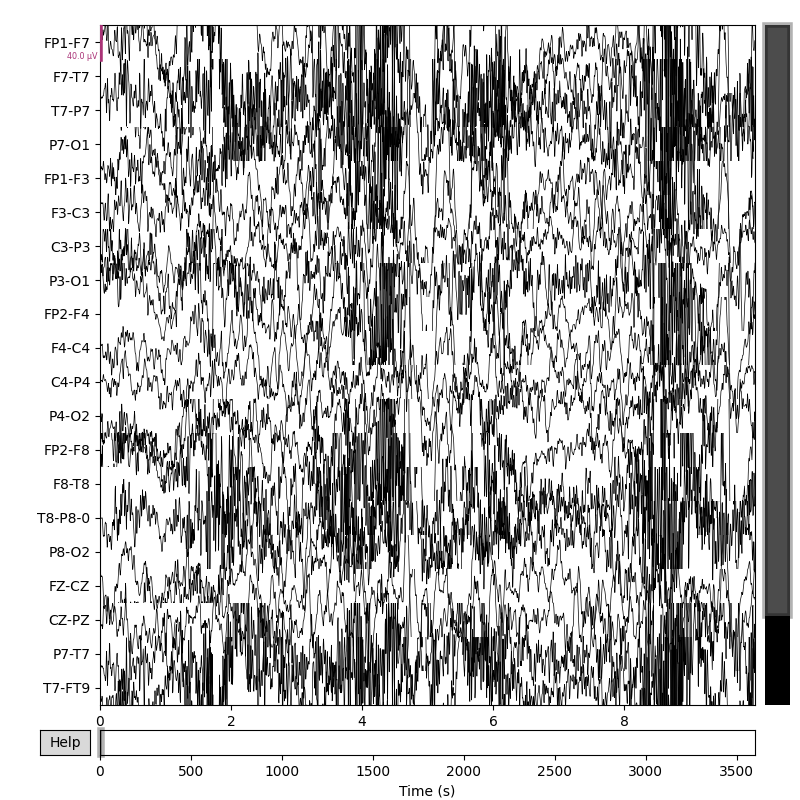 FP1-F7
40.0 µV
F7-T7
T7-P7
P7-O1
FP1-F3
F3-C3
C3-P3
P3-O1
FP2-F4
F4-C4
C4-P4
P4-O2
FP2-F8
F8-T8
T8-P8-0
P8-O2
FZ-CZ
CZ-PZ
P7-T7
T7-FT9
0 2 4 6 8
Help
0 500 1000 1500 2000 2500 3000 3500
Time (s)